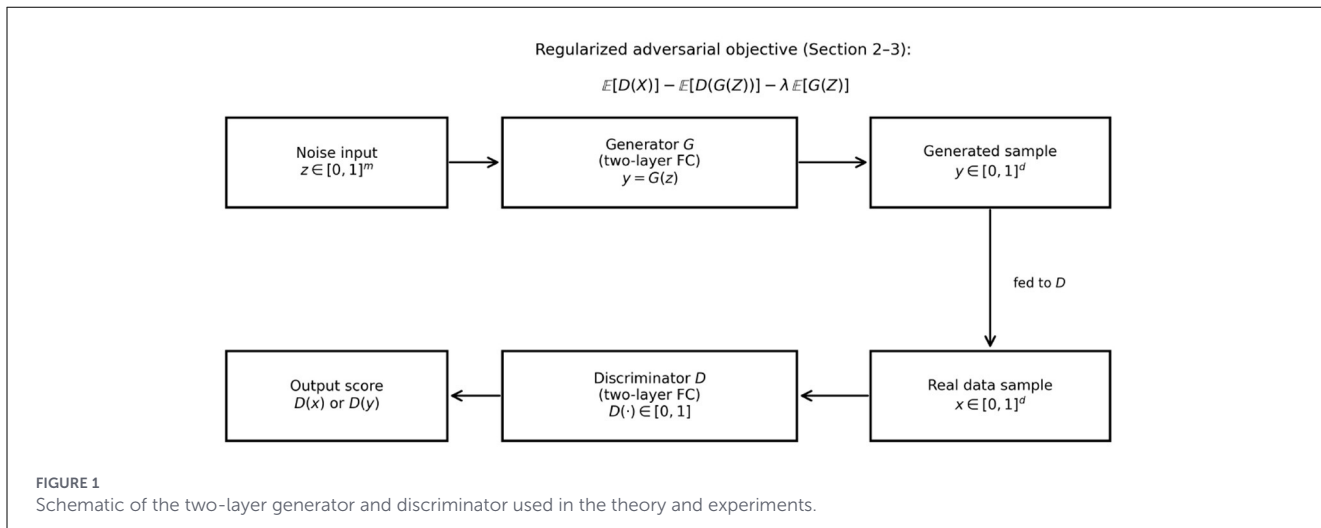 Regularized adversarial objective (Section 2–3):
𝔼[D(X)] − 𝔼[D(G(Z))] − λ 𝔼[G(Z)]
Noise input
z ∈ [0, 1]^m
Generator G
(two-layer FC)
y = G(z)
Generated sample
y ∈ [0, 1]^d
fed to D
Output score
D(x) or D(y)
Discriminator D
(two-layer FC)
D(·) ∈ [0, 1]
Real data sample
x ∈ [0, 1]^d
FIGURE 1
Schematic of the two-layer generator and discriminator used in the theory and experiments.